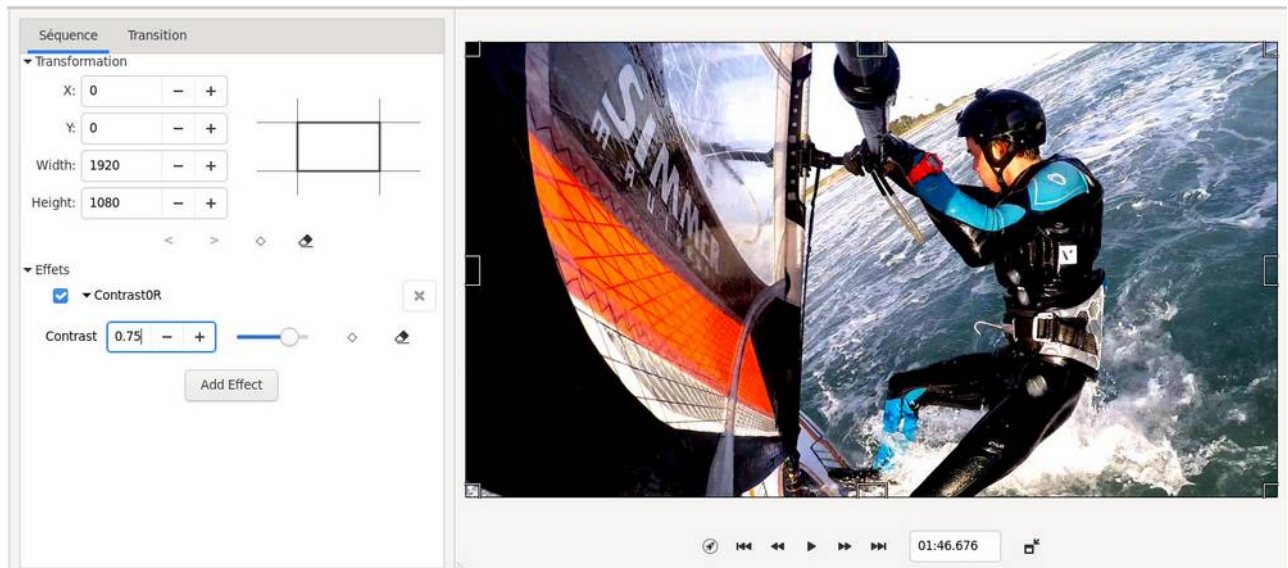 Séquence Transition
Transformation
X: 0 − +
Y: 0 − +
Width: 1920 − +
Height: 1080 − +
< >
Effets
Contrast0R
Contrast 0.75 − +
Add Effect
SIMMER
01:46.676